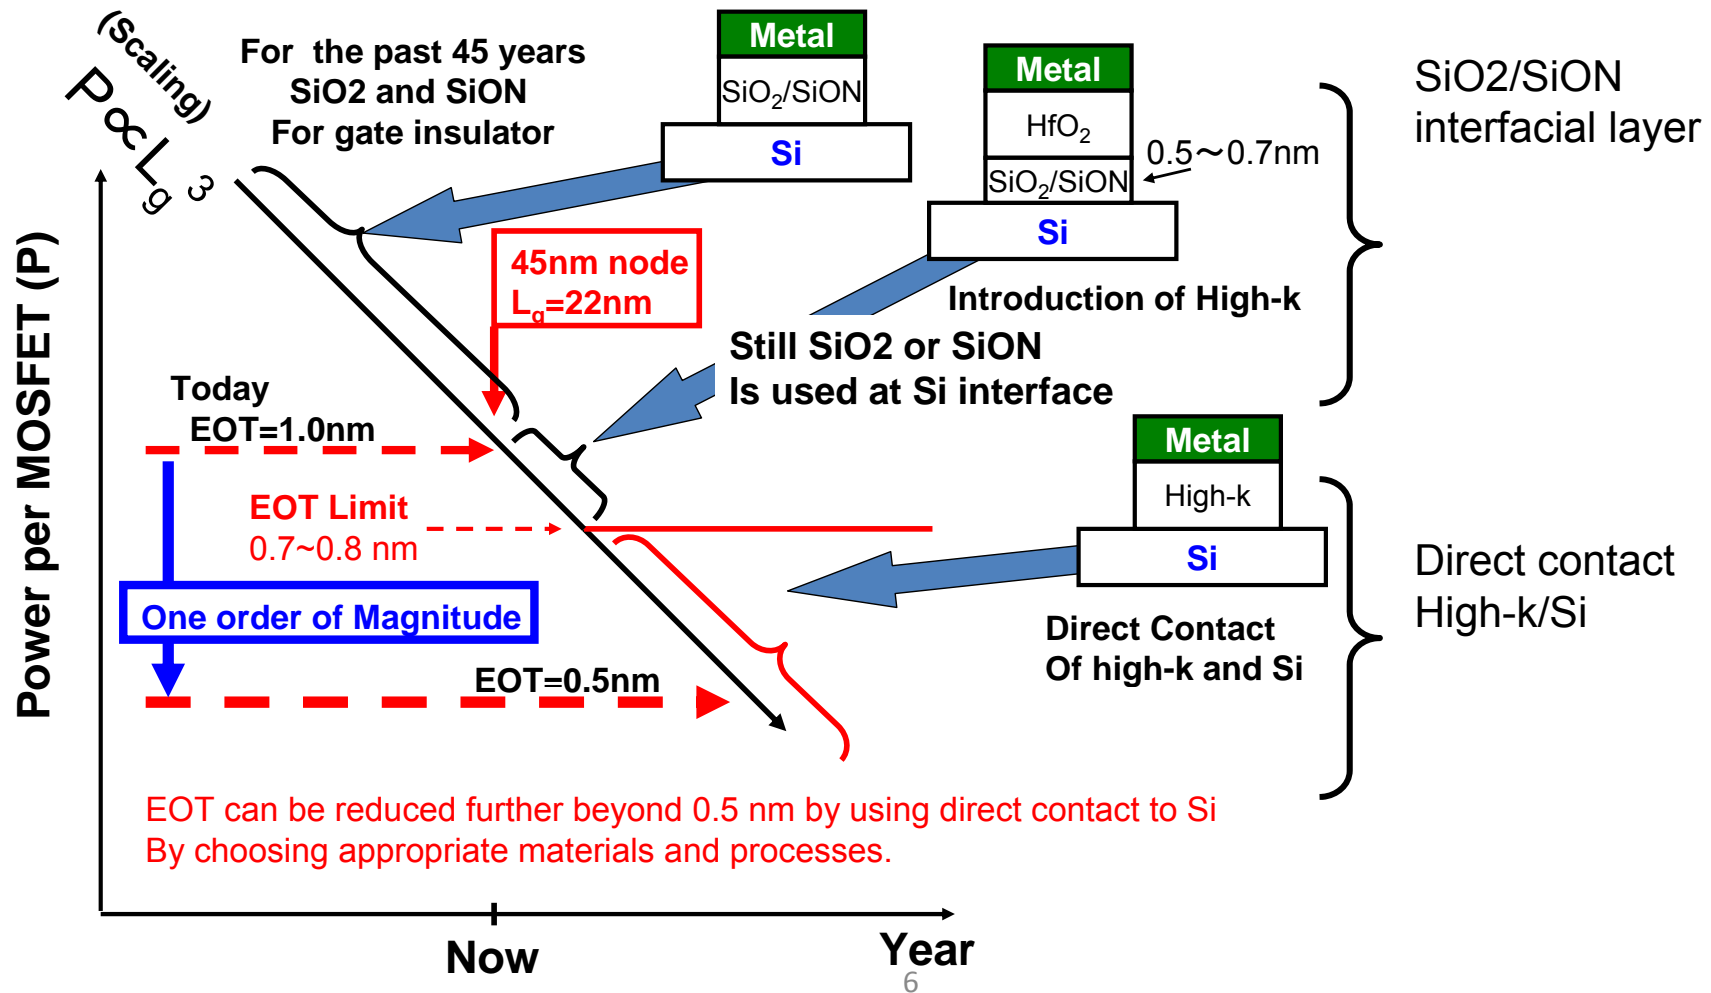 (Scaling)
P∝Lg3
For the past 45 years
SiO2 and SiON
For gate insulator
Metal
SiO2/SiON
Si
Metal
HfO2
SiO2/SiON
Si
0.5～0.7nm
SiO2/SiON
interfacial layer
Introduction of High-k
45nm node
Lg=22nm
Still SiO2 or SiON
Is used at Si interface
Power per MOSFET (P)
Today
EOT=1.0nm
EOT Limit
0.7~0.8 nm
One order of Magnitude
EOT=0.5nm
Metal
High-k
Si
Direct Contact
Of high-k and Si
Direct contact
High-k/Si
EOT can be reduced further beyond 0.5 nm by using direct contact to Si
By choosing appropriate materials and processes.
Now
Year
6